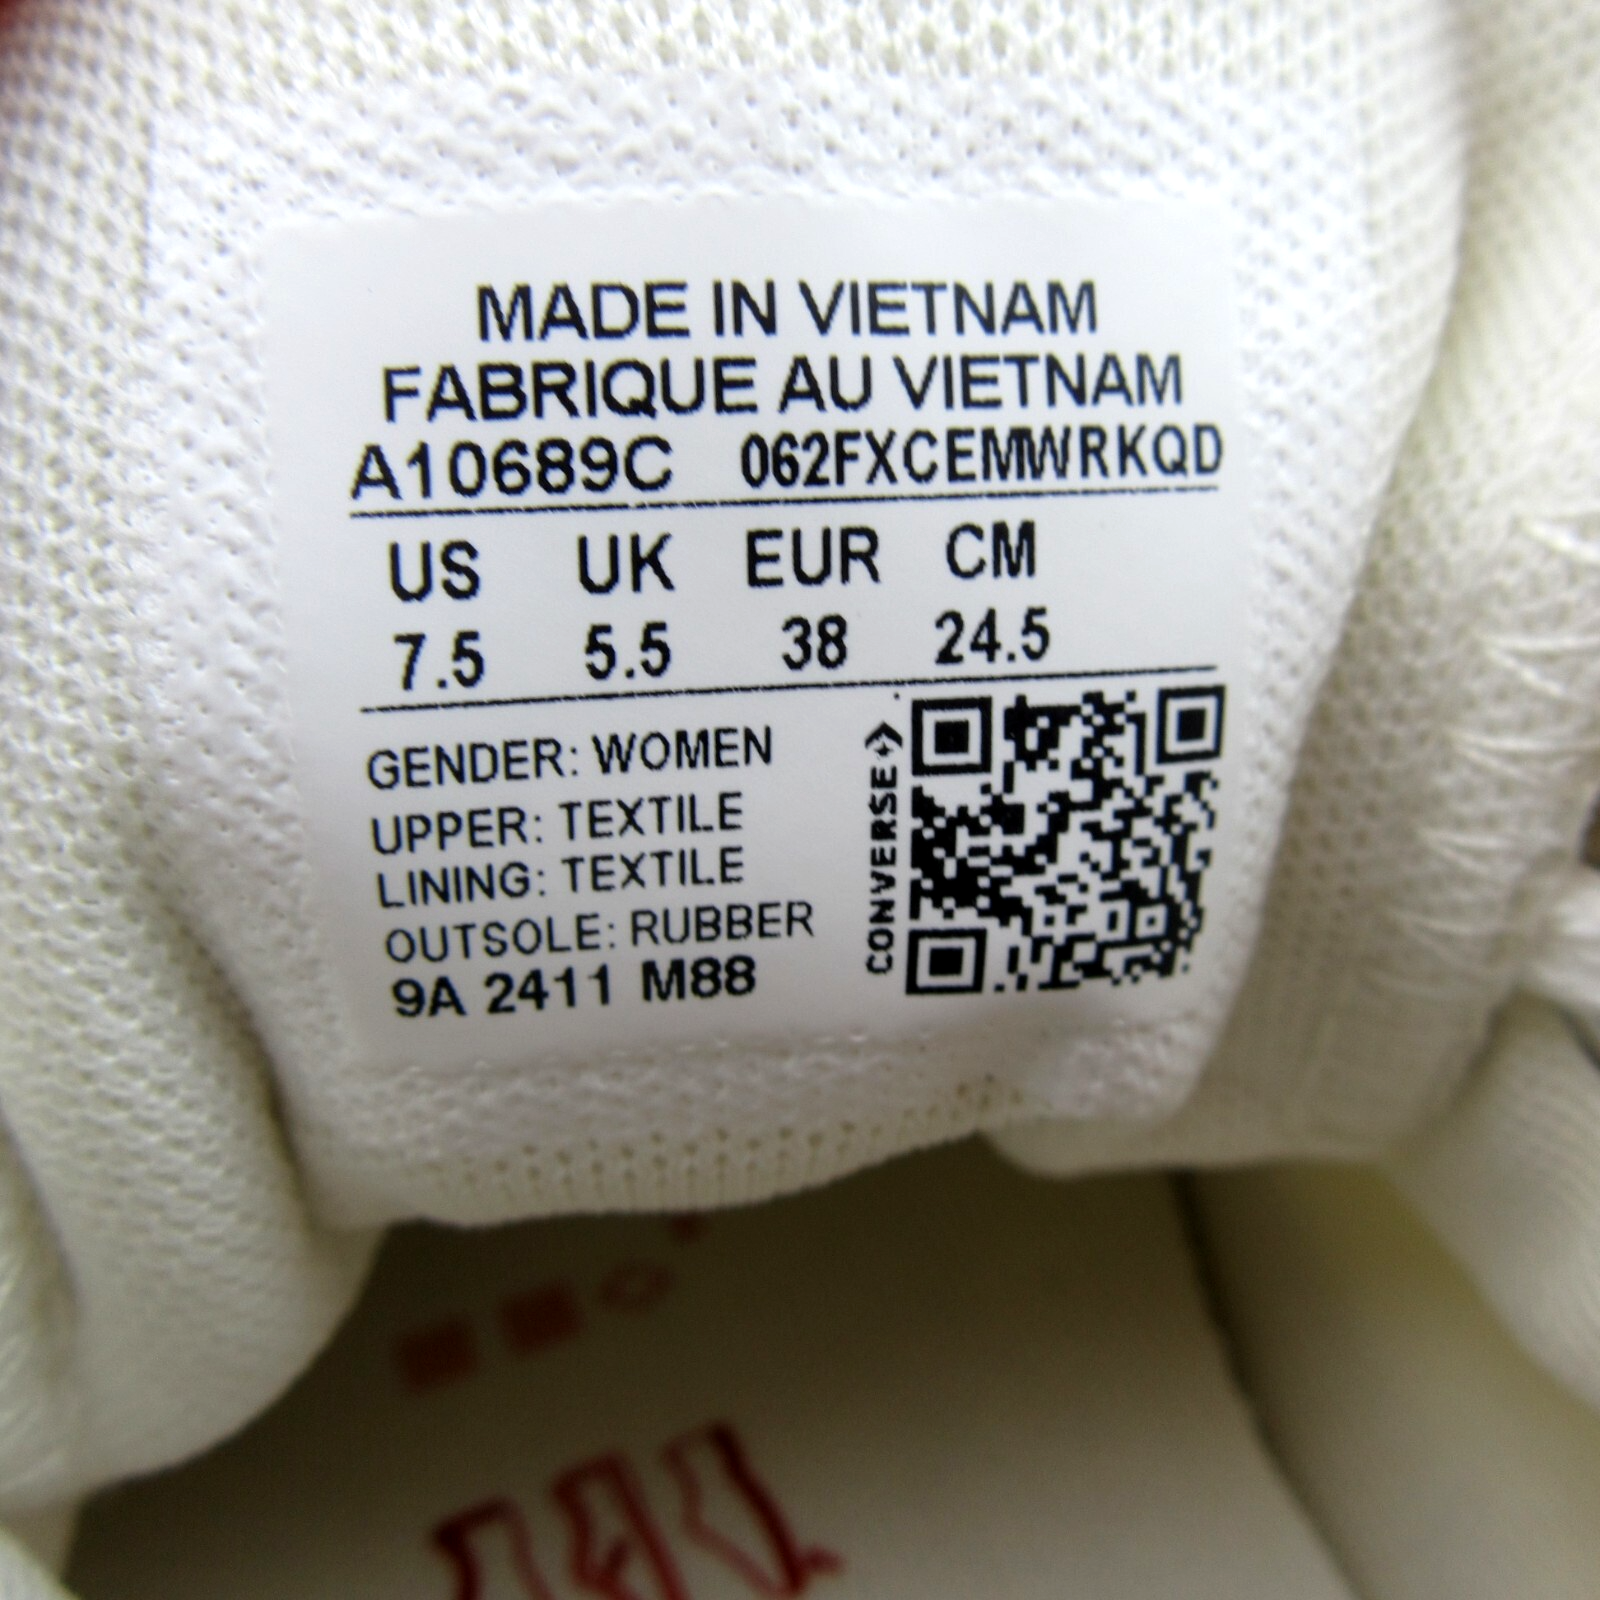 MADE IN VIETNAM
FABRIQUE AU VIETNAM
A10689C 062FXCEMWRKQD
US UK EUR CM
7.5 5.5 38 24.5
GENDER: WOMEN
UPPER: TEXTILE
LINING: TEXTILE
OUTSOLE: RUBBER
9A 2411 M88
CONVERSE